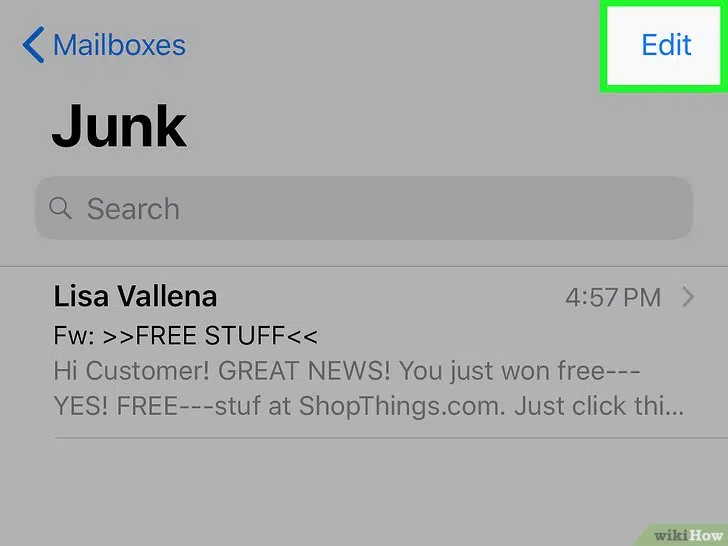 Mailboxes
Edit
Junk
Search
Lisa Vallena
4:57 PM
Fw: >>FREE STUFF<<
Hi Customer! GREAT NEWS! You just won free---
YES! FREE---stuf at ShopThings.com. Just click thi...
wikiHow